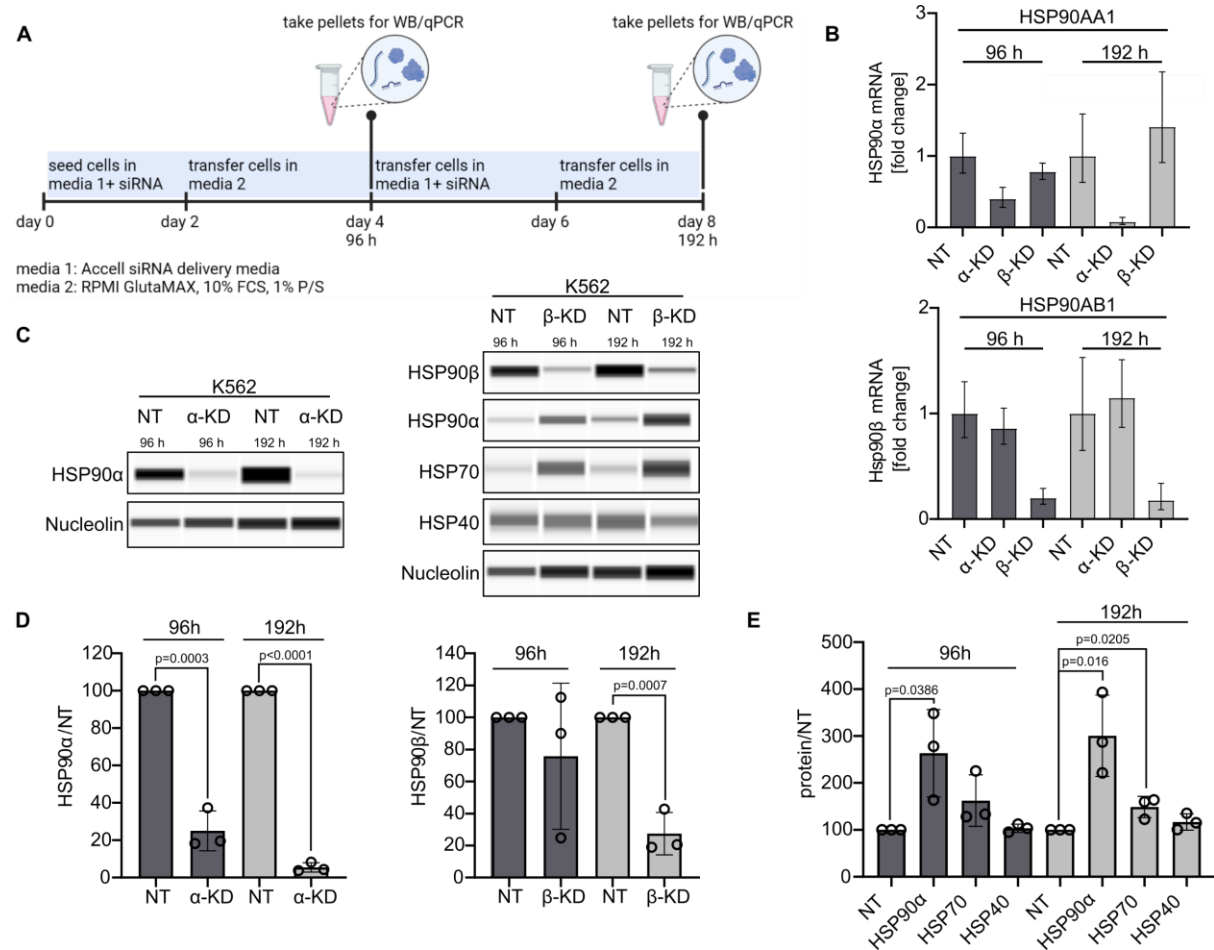 A
take pellets for WB/qPCR
take pellets for WB/qPCR
seed cells in
media 1+ siRNA
transfer cells in
media 2
transfer cells in
media 1+ siRNA
transfer cells in
media 2
day 0
day 2
day 4
96 h
day 6
day 8
192 h
media 1: Accell siRNA delivery media
media 2: RPMI GlutaMAX, 10% FCS, 1% P/S
B
HSP90AA1
96 h
192 h
HSP90α mRNA
[fold change]
3
2
1
0
NT
α-KD
β-KD
NT
α-KD
β-KD
HSP90AB1
96 h
192 h
Hsp90β mRNA
[fold change]
2
1
0
NT
α-KD
β-KD
NT
α-KD
β-KD
C
K562
NT α-KD NT α-KD
96 h 96 h 192 h 192 h
HSP90α
Nucleolin
K562
NT β-KD NT β-KD
96 h 96 h 192 h 192 h
HSP90β
HSP90α
HSP70
HSP40
Nucleolin
D
96h
192h
p=0.0003
p<0.0001
HSP90α/NT
120
100
80
60
40
20
0
NT α-KD NT α-KD
96h
192h
p=0.0007
HSP90β/NT
140
120
100
80
60
40
20
0
NT β-KD NT β-KD
E
192h
96h
p=0.0205
p=0.016
p=0.0386
protein/NT
500
400
300
200
100
0
NT
HSP90α
HSP70
HSP40
NT
HSP90α
HSP70
HSP40